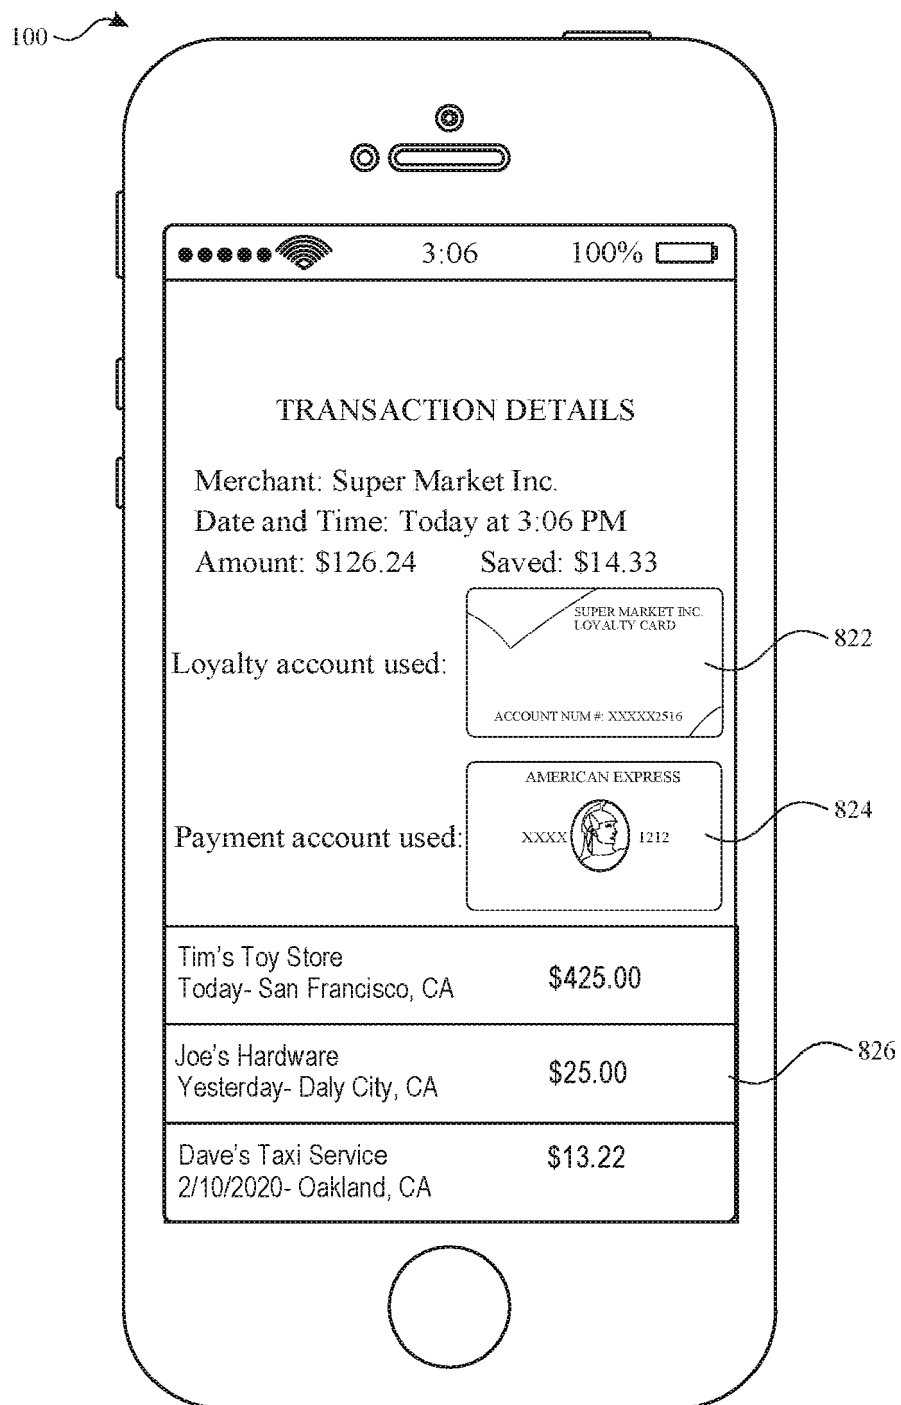 100
3:06 100%
TRANSACTION DETAILS
Merchant: Super Market Inc.
Date and Time: Today at 3:06 PM
Amount: $126.24 Saved: $14.33
SUPER MARKET INC.
LOYALTY CARD
822
Loyalty account used:
ACCOUNT NUM #: XXXXX2516
AMERICAN EXPRESS
824
Payment account used:
XXXX 1212
Tim's Toy Store
Today- San Francisco, CA
$425.00
Joe's Hardware
Yesterday- Daly City, CA
$25.00
826
Dave's Taxi Service
2/10/2020- Oakland, CA
$13.22